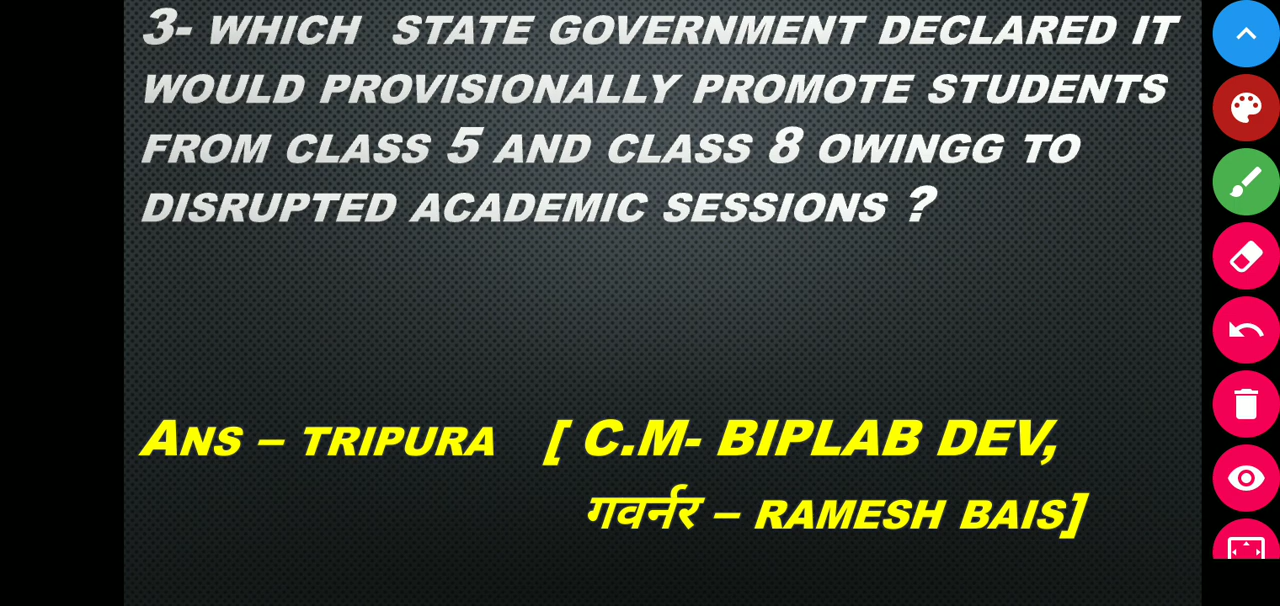 3- WHICH STATE GOVERNMENT DECLARED IT
WOULD PROVISIONALLY PROMOTE STUDENTS
FROM CLASS 5 AND CLASS 8 OWINGG TO
DISRUPTED ACADEMIC SESSIONS ?
ANS – TRIPURA [ C.M- BIPLAB DEV,
गवर्नर – RAMESH BAIS]